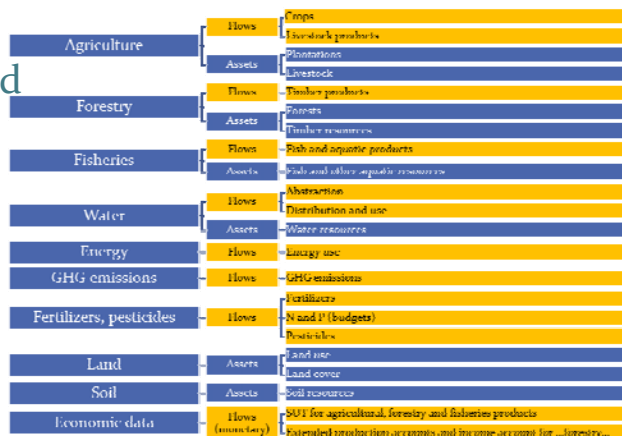 d
Agriculture
Flows
Crops
Livestock products
Assets
Plantations
Livestock
Forestry
Flows
Timber products
Assets
Forests
Timber resources
Fisheries
Flows
Fish and aquatic products
Assets
Fish and other aquatic resources
Water
Flows
Abstraction
Distribution and use
Assets
Water resources
Energy
Flows
Energy use
GHG emissions
Flows
GHG emissions
Fertilizers, pesticides
Flows
Fertilizers
N and P (budgets)
Pesticides
Land
Assets
Land use
Land cover
Soil
Assets
Soil resources
Economic data
Flows
(monetary)
SUT for agricultural, forestry and fisheries products
Extended production accounts and income account for ...forestry...